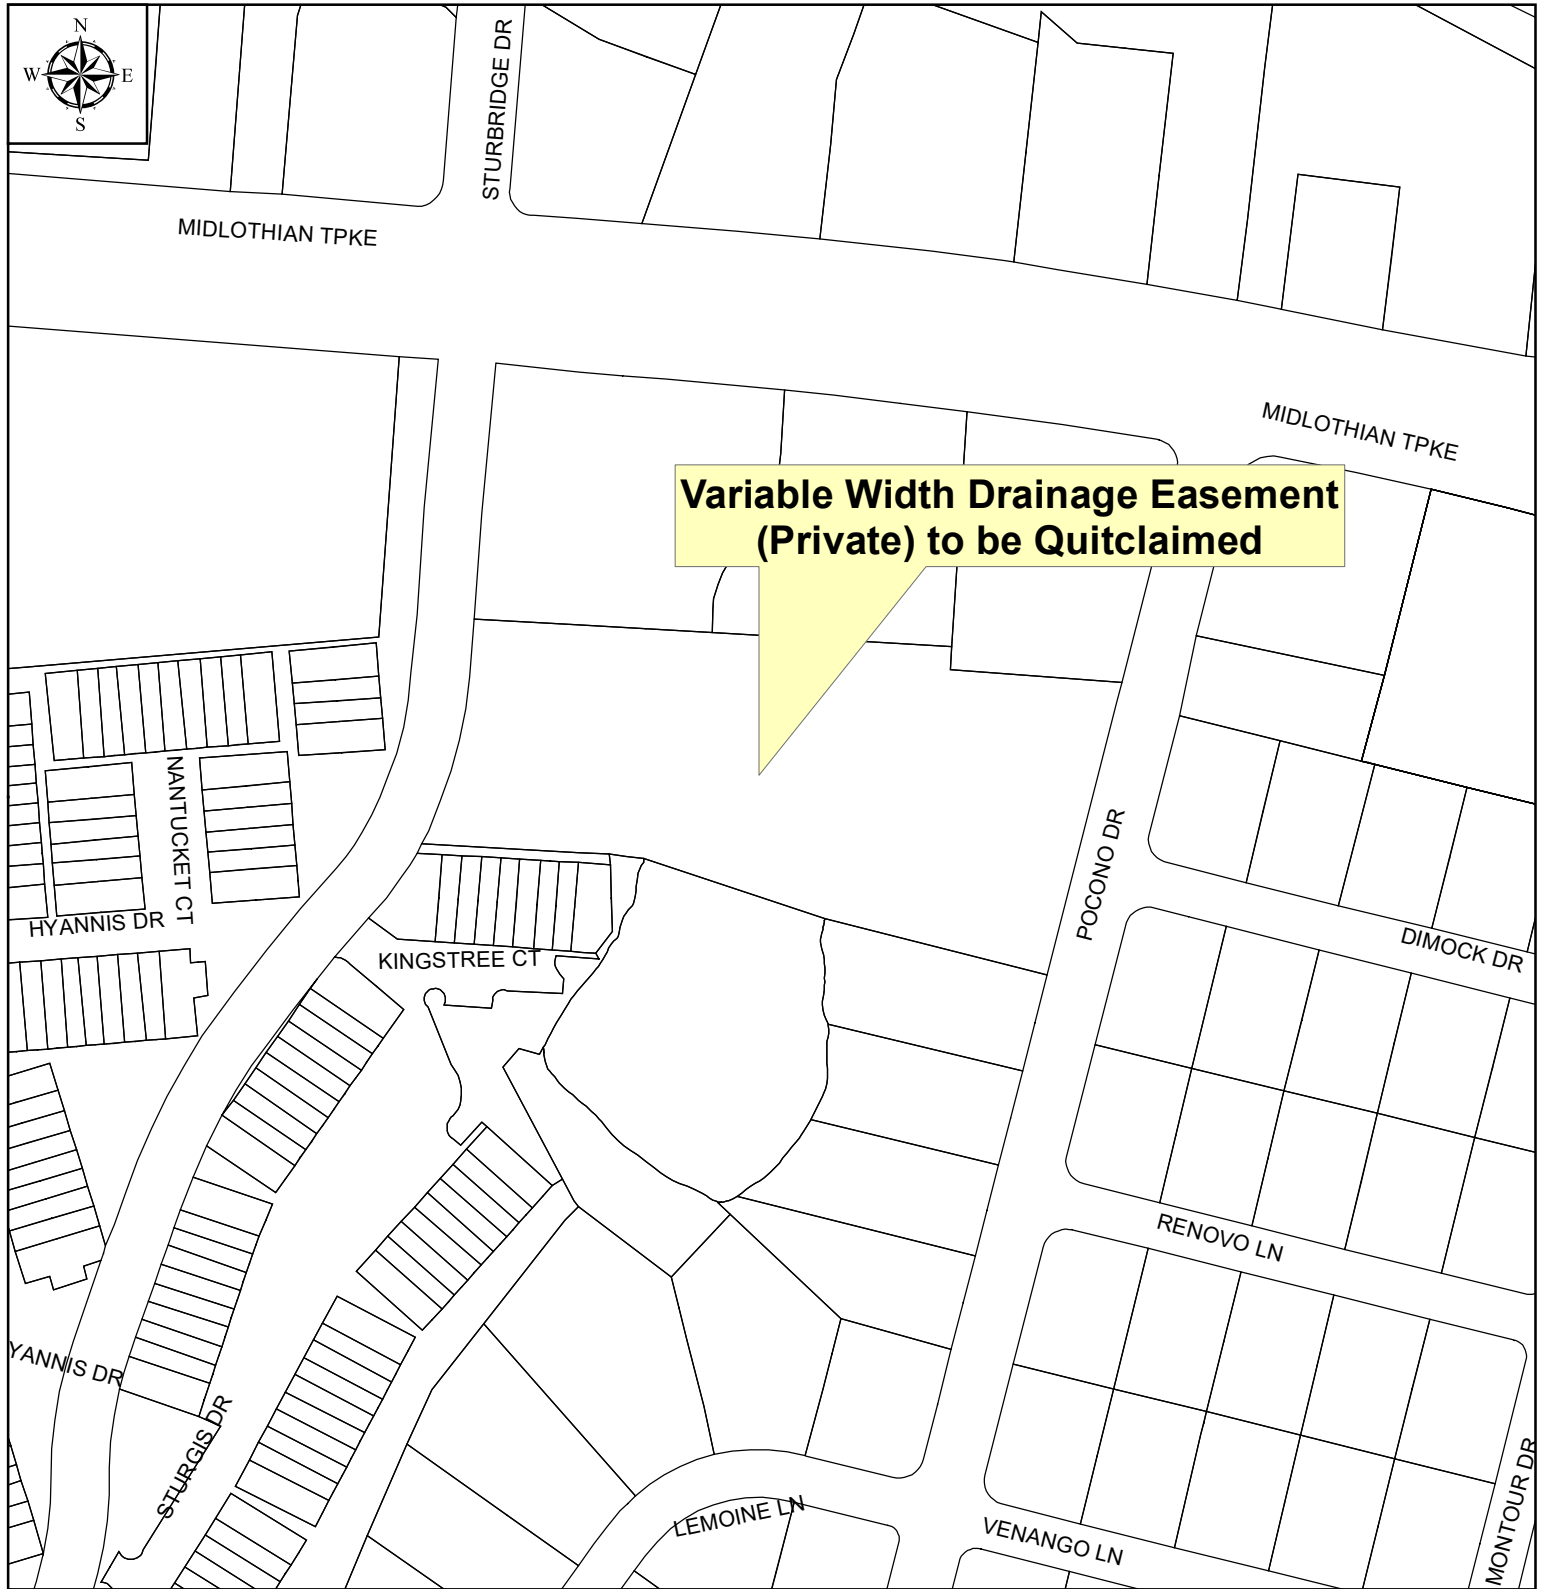 N
W E
S
STURBRIDGE DR
MIDLOTHIAN TPKE
MIDLOTHIAN TPKE
Variable Width Drainage Easement
(Private) to be Quitclaimed
NANTUCKET CT
POCONO DR
HYANNIS DR
KINGSTREE CT
DIMOCK DR
RENOVO LN
YANNIS DR
STURGIS DR
LEMOINE LN
VENANGO LN
MONTOUR DR